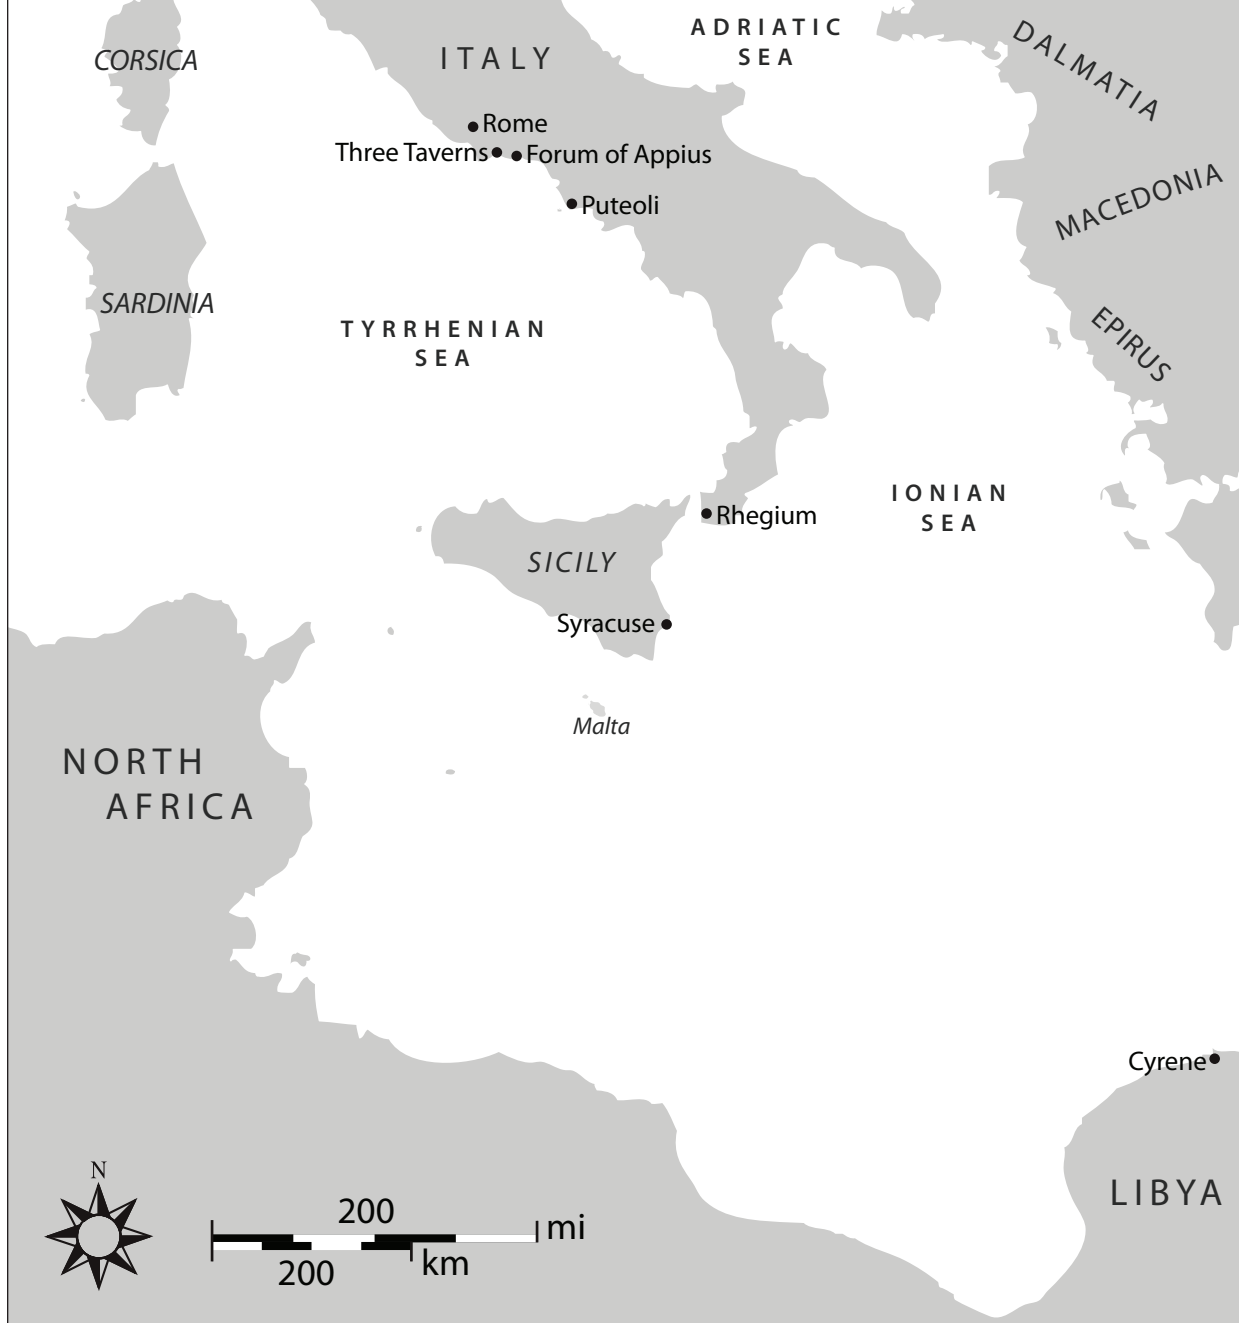 ADRIATIC
SEA
DALMATIA
CORSICA
ITALY
Rome
Three Taverns
Forum of Appius
MACEDONIA
Puteoli
SARDINIA
TYRRHENIAN
SEA
EPIRUS
IONIAN
SEA
Rhegium
SICILY
Syracuse
Malta
NORTH
AFRICA
Cyrene
N
LIBYA
200
mi
200
km